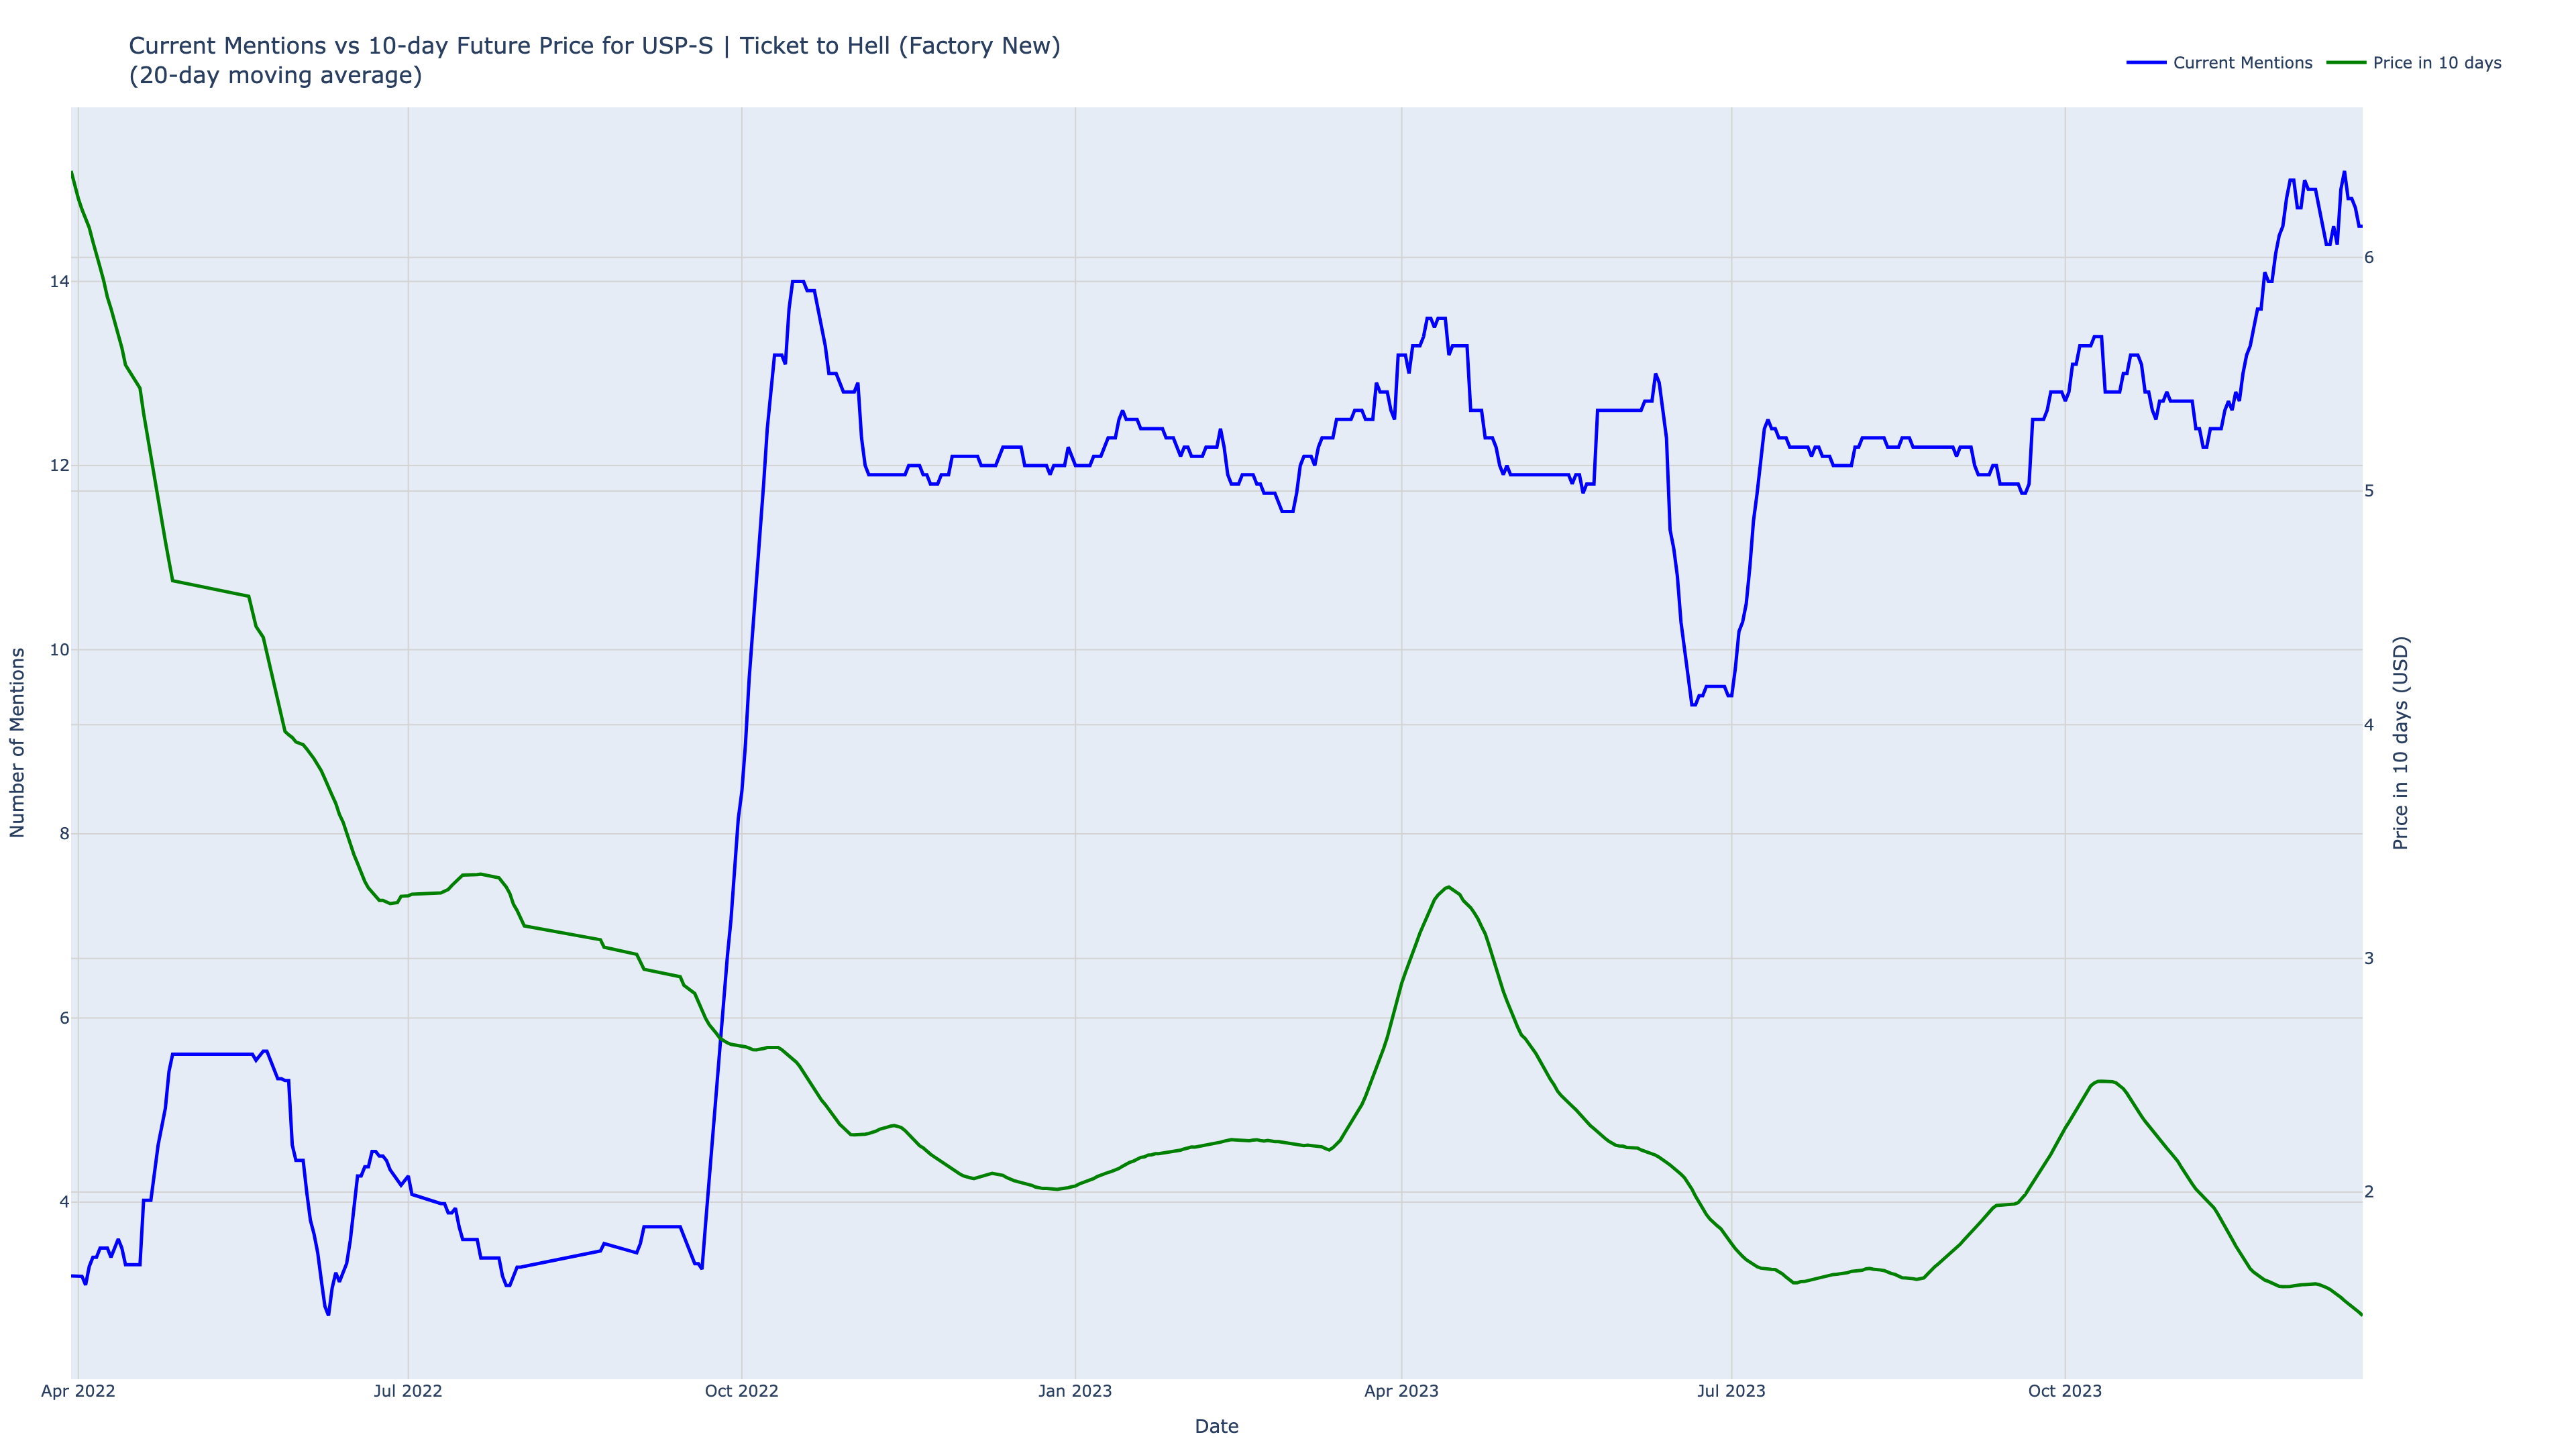 Current Mentions vs 10-day Future Price for USP-S | Ticket to Hell (Factory New)
(20-day moving average)
Current Mentions
Price in 10 days
14
12
10
8
6
4
Number of Mentions
6
5
4
3
2
Price in 10 days (USD)
Apr 2022
Jul 2022
Oct 2022
Jan 2023
Apr 2023
Jul 2023
Oct 2023
Date